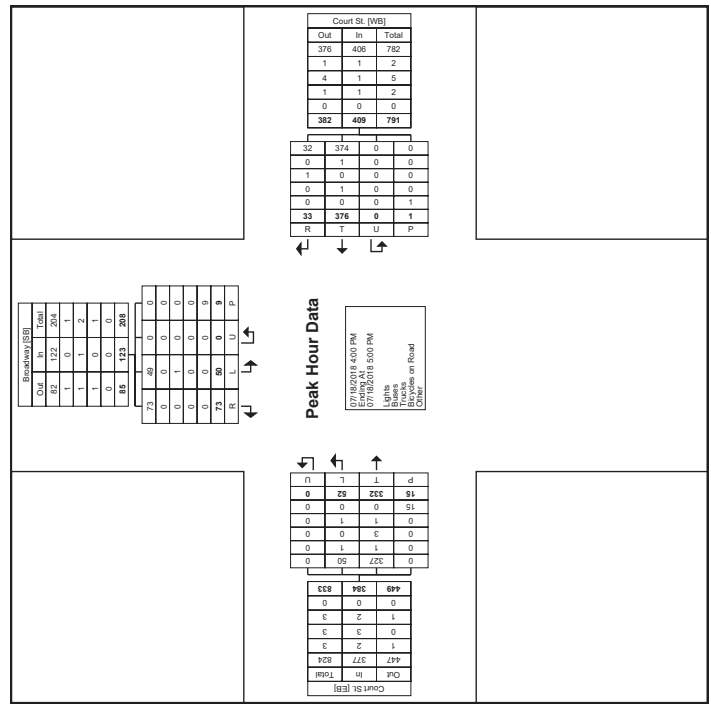 Court St. [WB]
Out In Total
376 406 782
1 1 2
4 1 5
1 1 2
0 0 0
382 409 791
32 374 0 0
0 1 0 0
1 0 0 0
0 1 0 0
0 0 0 1
33 376 0 1
R T U P
Broadway [SB]
Out In Total
82 122 204
1 0 1
1 1 2
1 0 1
0 0 0
85 123 208
73 49 0 0
0 0 0 0
0 1 0 0
0 0 0 0
0 0 0 9
73 50 0 9
R L U P
Peak Hour Data
07/18/2018 4:00 PM
Ending At
07/18/2018 5:00 PM
Lights
Buses
Trucks
Bicycles on Road
Other
Court St. [EB]
Out In Total
447 377 824
1 2 3
0 3 3
1 2 3
0 0 0
449 384 833
0 327 50 0
0 1 1 0
0 3 0 0
0 1 1 0
15 0 0 0
15 332 52 0
P T L U